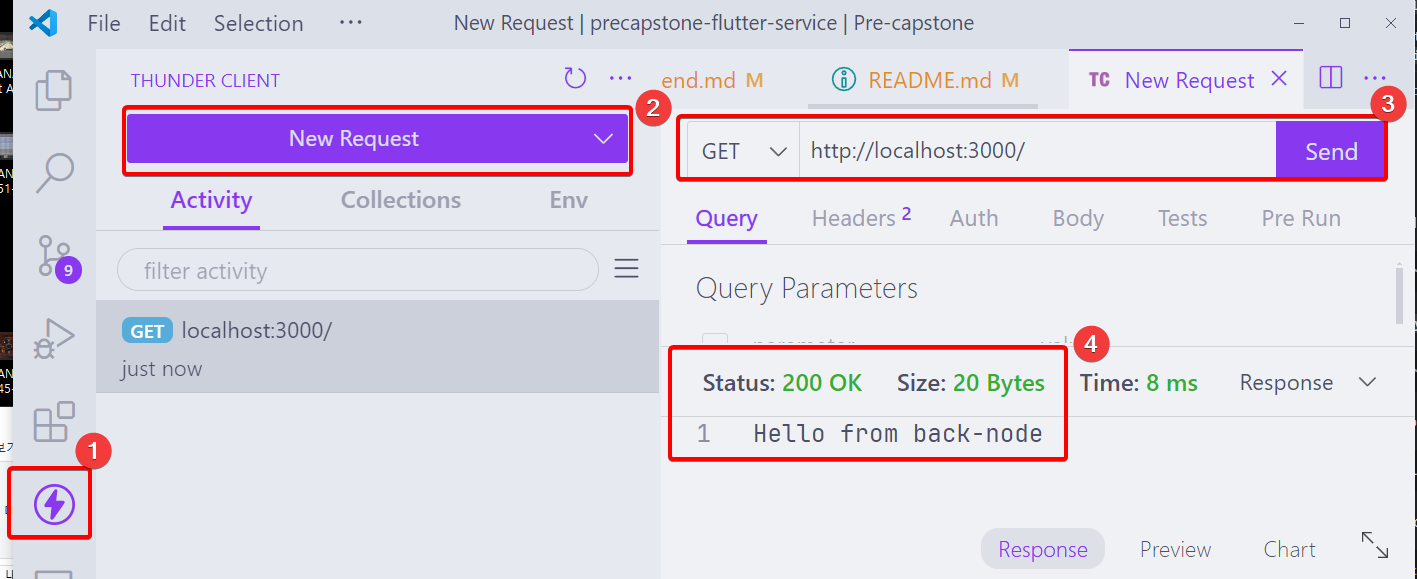 File Edit Selection ··· New Request | precapstone-flutter-service | Pre-capstone
THUNDER CLIENT ···
end.md M README.md M TC New Request ···
2
3
New Request
GET http://localhost:3000/ Send
Activity Collections Env
Query Headers 2 Auth Body Tests Pre Run
9
filter activity
Query Parameters
GET localhost:3000/
just now
4
Status: 200 OK Size: 20 Bytes Time: 8 ms Response
1 Hello from back-node
1
Response Preview Chart